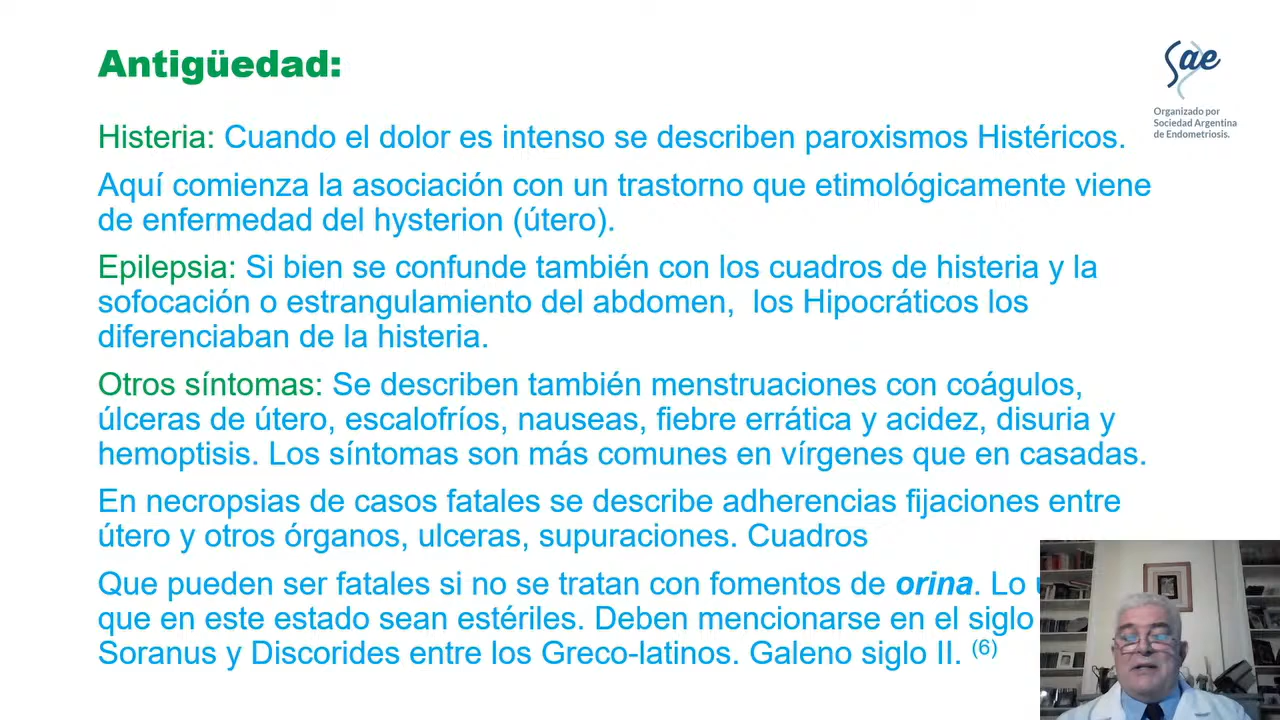 Antigüedad:
Sae
Organizado por
Sociedad Argentina
de Endometriosis.
Histeria: Cuando el dolor es intenso se describen paroxismos Histéricos.
Aquí comienza la asociación con un trastorno que etimológicamente viene
de enfermedad del hysterion (útero).
Epilepsia: Si bien se confunde también con los cuadros de histeria y la
sofocación o estrangulamiento del abdomen,  los Hipocráticos los
diferenciaban de la histeria.
Otros síntomas: Se describen también menstruaciones con coágulos,
úlceras de útero, escalofríos, nauseas, fiebre errática y acidez, disuria y
hemoptisis. Los síntomas son más comunes en vírgenes que en casadas.
En necropsias de casos fatales se describe adherencias fijaciones entre
útero y otros órganos, ulceras, supuraciones. Cuadros
Que pueden ser fatales si no se tratan con fomentos de orina. Lo
que en este estado sean estériles. Deben mencionarse en el siglo
Soranus y Discorides entre los Greco-latinos. Galeno siglo II. (6)